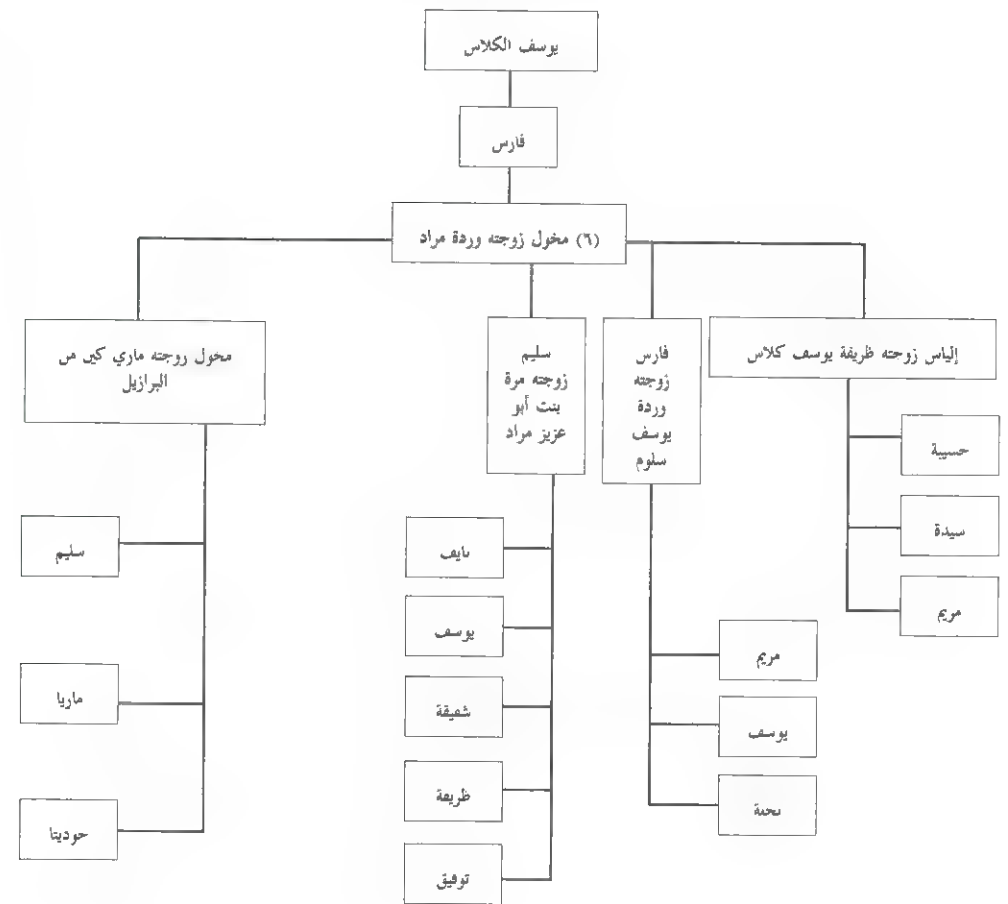 يوسف الكلاس
فارس
(٦) مخول زوجته وردة مراد
إلياس زوجته ظريفة يوسف كلاس
حسيبة
سيدة
مريم
فارس
زوجته
وردة
يوسف
سلوم
مريم
يوسف
نجمة
سليم
زوجته مرة
بنت أبو
عزيز مراد
نايف
يوسف
شفيقة
ظريفة
توفيق
مخول زوجته ماري كين من
البرازيل
سليم
ماريا
جوديتا